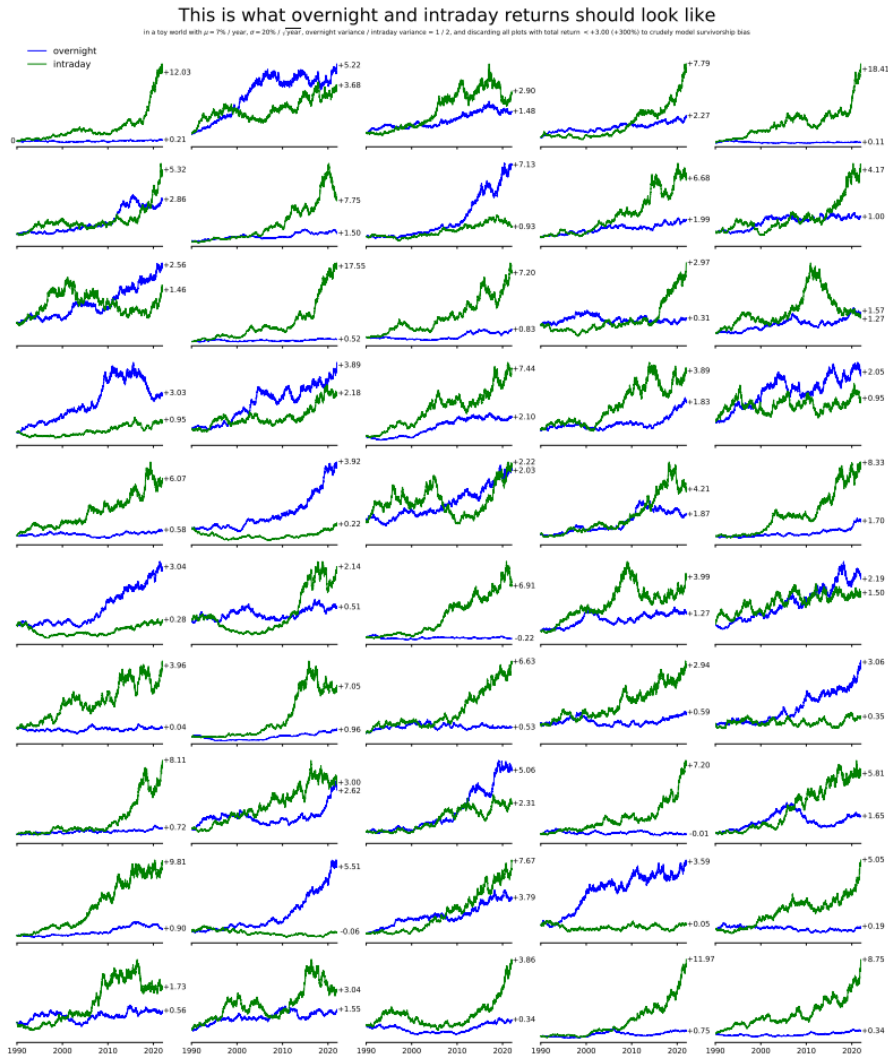 This is what overnight and intraday returns should look like
in a toy world with μ = 7% / year, σ = 20% / √year, overnight variance / intraday variance = 1 / 2, and discarding all plots with total return < +3.00 (+300%) to crudely model survivorship bias
overnight
intraday
+12.03 +5.22 +3.68 +2.90 +1.48 +7.79 +2.27 +18.41
0 +0.21 +0.11
+5.32 +2.86 +7.75 +1.50 +7.13 +0.93 +6.68 +1.99 +4.17 +1.00
+2.56 +1.46 +17.55 +0.52 +7.20 +0.83 +2.97 +0.31 +1.57 +1.27
+3.03 +0.95 +3.89 +2.18 +7.44 +2.10 +3.89 +1.83 +2.05 +0.95
+6.07 +0.58 +3.92 +0.22 +2.22 +2.03 +4.21 +1.87 +8.33 +1.70
+3.04 +0.28 +2.14 +0.51 +6.91 -0.22 +3.99 +1.27 +2.19 +1.50
+3.96 +0.04 +7.05 +0.96 +6.63 +0.53 +2.94 +0.59 +3.06 +0.35
+8.11 +0.72 +3.00 +2.62 +5.06 +2.31 +7.20 -0.01 +5.81 +1.65
+9.81 +0.90 +5.51 -0.06 +7.67 +3.79 +3.59 +0.05 +5.05 +0.19
+1.73 +0.56 +3.04 +1.55 +3.86 +0.34 +11.97 +0.75 +8.75 +0.34
1990 2000 2010 2020 1990 2000 2010 2020 1990 2000 2010 2020 1990 2000 2010 2020 1990 2000 2010 2020